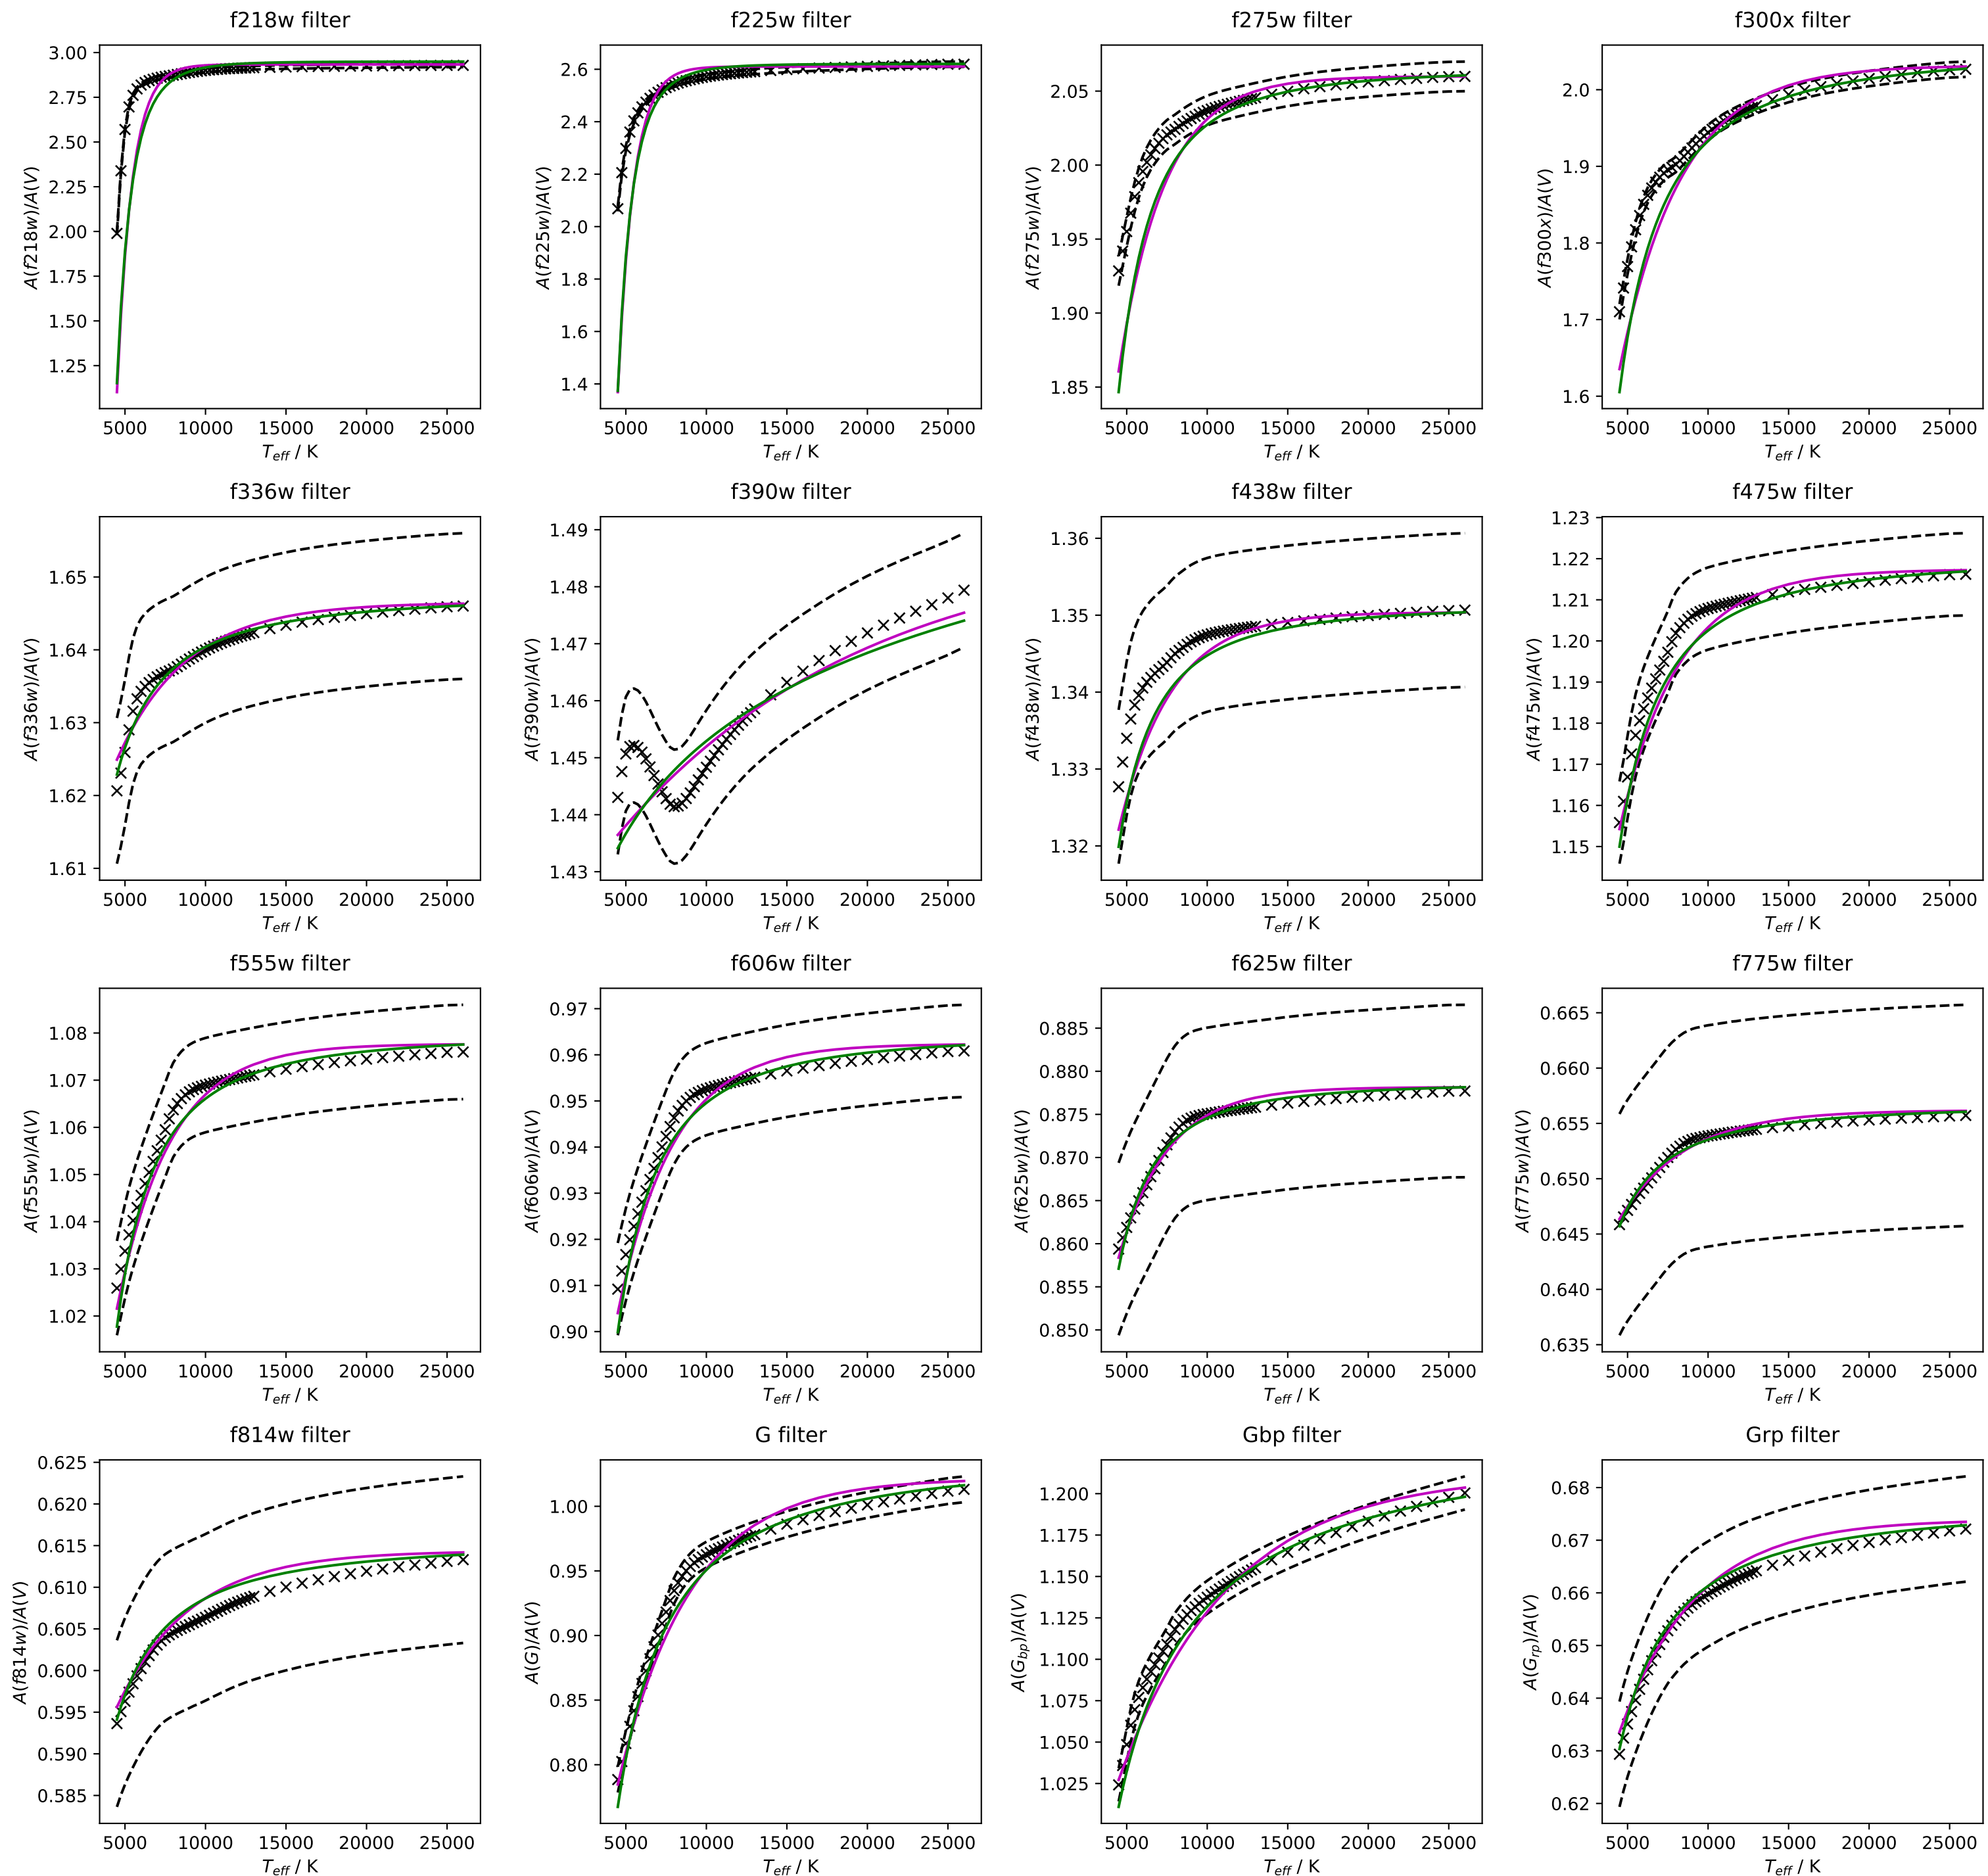 f218w filter
f225w filter
f275w filter
f300x filter
A(f218w)/A(V)
3.00
2.75
2.50
2.25
2.00
1.75
1.50
1.25
5000 10000 15000 20000 25000
T_eff / K
A(f225w)/A(V)
2.6
2.4
2.2
2.0
1.8
1.6
1.4
5000 10000 15000 20000 25000
T_eff / K
A(f275w)/A(V)
2.05
2.00
1.95
1.90
1.85
5000 10000 15000 20000 25000
T_eff / K
A(f300x)/A(V)
2.0
1.9
1.8
1.7
1.6
5000 10000 15000 20000 25000
T_eff / K
f336w filter
f390w filter
f438w filter
f475w filter
A(f336w)/A(V)
1.65
1.64
1.63
1.62
1.61
5000 10000 15000 20000 25000
T_eff / K
A(f390w)/A(V)
1.49
1.48
1.47
1.46
1.45
1.44
1.43
5000 10000 15000 20000 25000
T_eff / K
A(f438w)/A(V)
1.36
1.35
1.34
1.33
1.32
5000 10000 15000 20000 25000
T_eff / K
A(f475w)/A(V)
1.23
1.22
1.21
1.20
1.19
1.18
1.17
1.16
1.15
5000 10000 15000 20000 25000
T_eff / K
f555w filter
f606w filter
f625w filter
f775w filter
A(f555w)/A(V)
1.08
1.07
1.06
1.05
1.04
1.03
1.02
5000 10000 15000 20000 25000
T_eff / K
A(f606w)/A(V)
0.97
0.96
0.95
0.94
0.93
0.92
0.91
0.90
5000 10000 15000 20000 25000
T_eff / K
A(f625w)/A(V)
0.885
0.880
0.875
0.870
0.865
0.860
0.855
0.850
5000 10000 15000 20000 25000
T_eff / K
A(f775w)/A(V)
0.665
0.660
0.655
0.650
0.645
0.640
0.635
5000 10000 15000 20000 25000
T_eff / K
f814w filter
G filter
Gbp filter
Grp filter
A(f814w)/A(V)
0.625
0.620
0.615
0.610
0.605
0.600
0.595
0.590
0.585
5000 10000 15000 20000 25000
T_eff / K
A(G)/A(V)
1.00
0.95
0.90
0.85
0.80
5000 10000 15000 20000 25000
T_eff / K
A(G_bp)/A(V)
1.200
1.175
1.150
1.125
1.100
1.075
1.050
1.025
5000 10000 15000 20000 25000
T_eff / K
A(G_rp)/A(V)
0.68
0.67
0.66
0.65
0.64
0.63
0.62
5000 10000 15000 20000 25000
T_eff / K